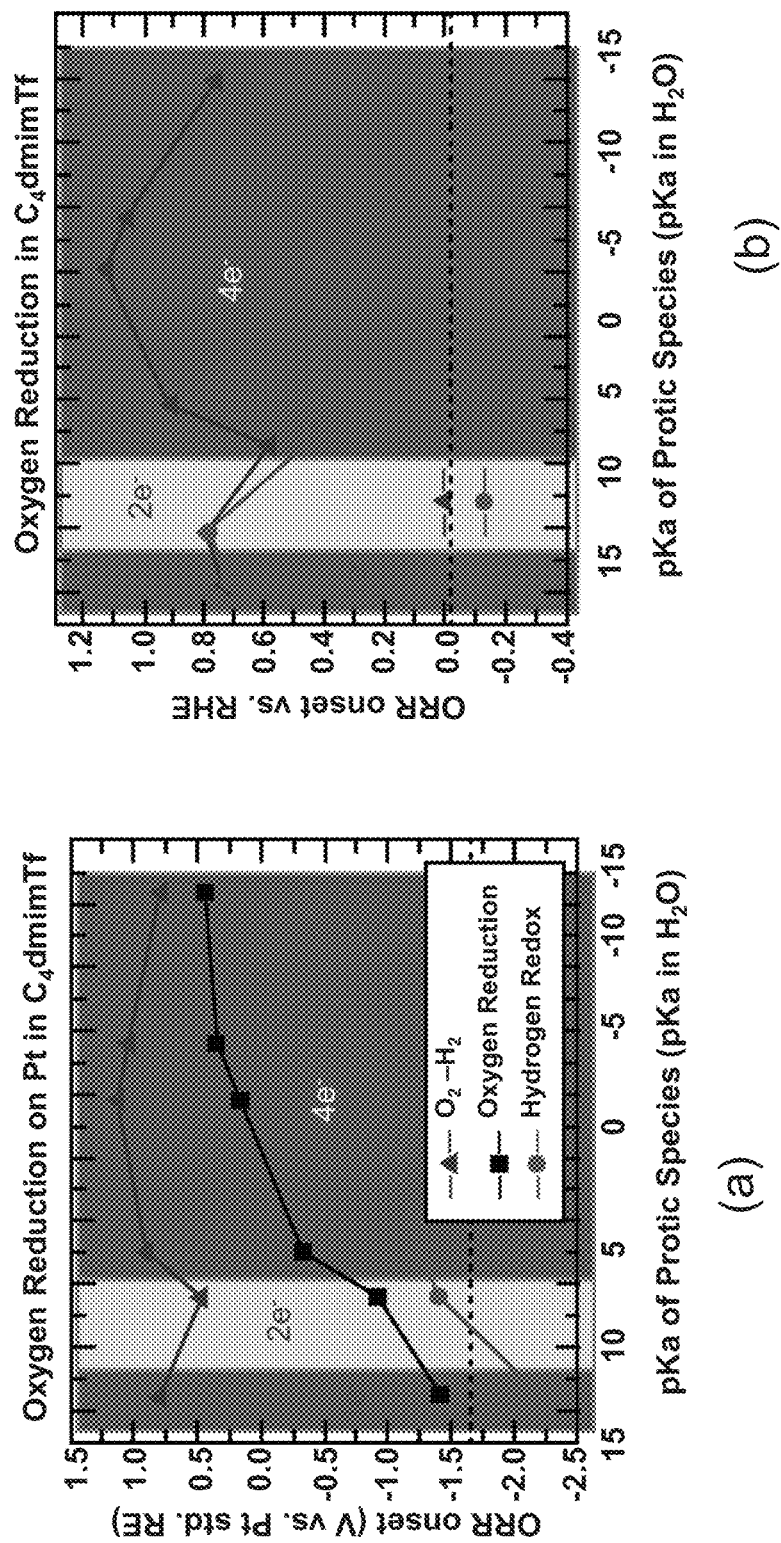 Oxygen Reduction on Pt in C₄dmimTf
ORR onset (V vs. Pt std. RE)
1.5
1.0
0.5
0.0
-0.5
-1.0
-1.5
-2.0
-2.5
2e⁻
4e⁻
O₂–H₂
Oxygen Reduction
Hydrogen Redox
15 10 5 0 -5 -10 -15
pKa of Protic Species (pKa in H₂O)
(a)
Oxygen Reduction in C₄dmimTf
ORR onset vs. RHE
1.2
1.0
0.8
0.6
0.4
0.2
0.0
-0.2
-0.4
2e⁻
4e⁻
15 10 5 0 -5 -10 -15
pKa of Protic Species (pKa in H₂O)
(b)